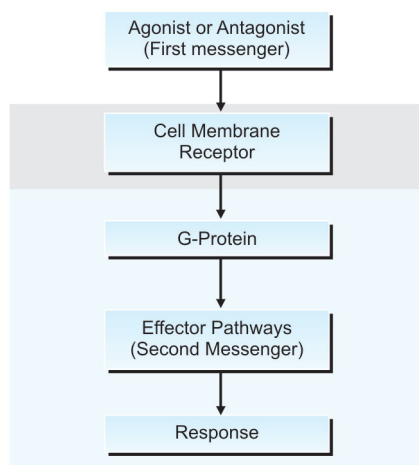 Agonist or Antagonist
(First messenger)
Cell Membrane
Receptor
G-Protein
Effector Pathways
(Second Messenger)
Response